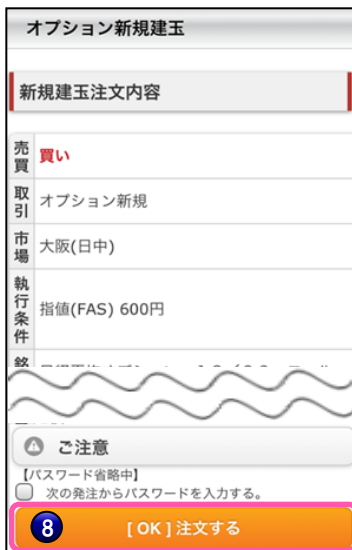 オプション新規建玉
新規建玉注文内容
売買 買い
取引 オプション新規
市場 大阪(日中)
執行条件 指値(FAS) 600円
ご注意
【パスワード省略中】
次の発注からパスワードを入力する。
8 [ OK ] 注文する